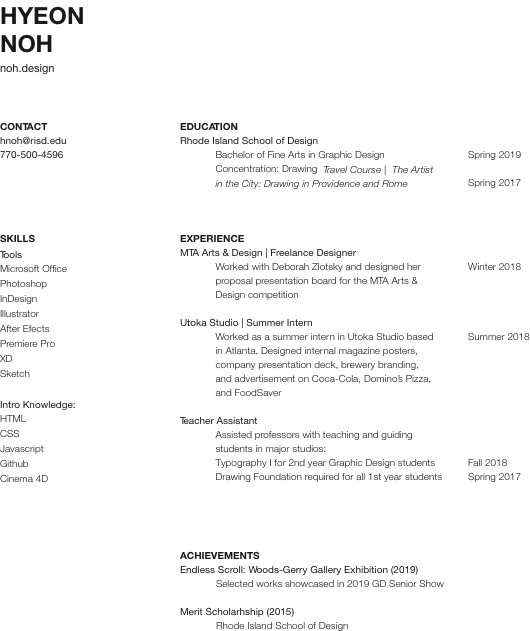 HYEON
NOH
noh.design
CONTACT
hnoh@risd.edu
770-500-4596
EDUCATION
Rhode Island School of Design
Bachelor of Fine Arts in Graphic Design Spring 2019
Concentration: Drawing Travel Course | The Artist
in the City: Drawing in Providence and Rome Spring 2017
SKILLS
Tools
Microsoft Office
Photoshop
InDesign
Illustrator
After Efects
Premiere Pro
XD
Sketch
Intro Knowledge:
HTML
CSS
Javascript
Github
Cinema 4D
EXPERIENCE
MTA Arts & Design | Freelance Designer
Worked with Deborah Zlotsky and designed her Winter 2018
proposal presentation board for the MTA Arts &
Design competition
Utoka Studio | Summer Intern
Worked as a summer intern in Utoka Studio based Summer 2018
in Atlanta. Designed internal magazine posters,
company presentation deck, brewery branding,
and advertisement on Coca-Cola, Domino's Pizza,
and FoodSaver
Teacher Assistant
Assisted professors with teaching and guiding
students in major studios:
Typography I for 2nd year Graphic Design students Fall 2018
Drawing Foundation required for all 1st year students Spring 2017
ACHIEVEMENTS
Endless Scroll: Woods-Gerry Gallery Exhibition (2019)
Selected works showcased in 2019 GD Senior Show
Merit Scholarhship (2015)
Rhode Island School of Design